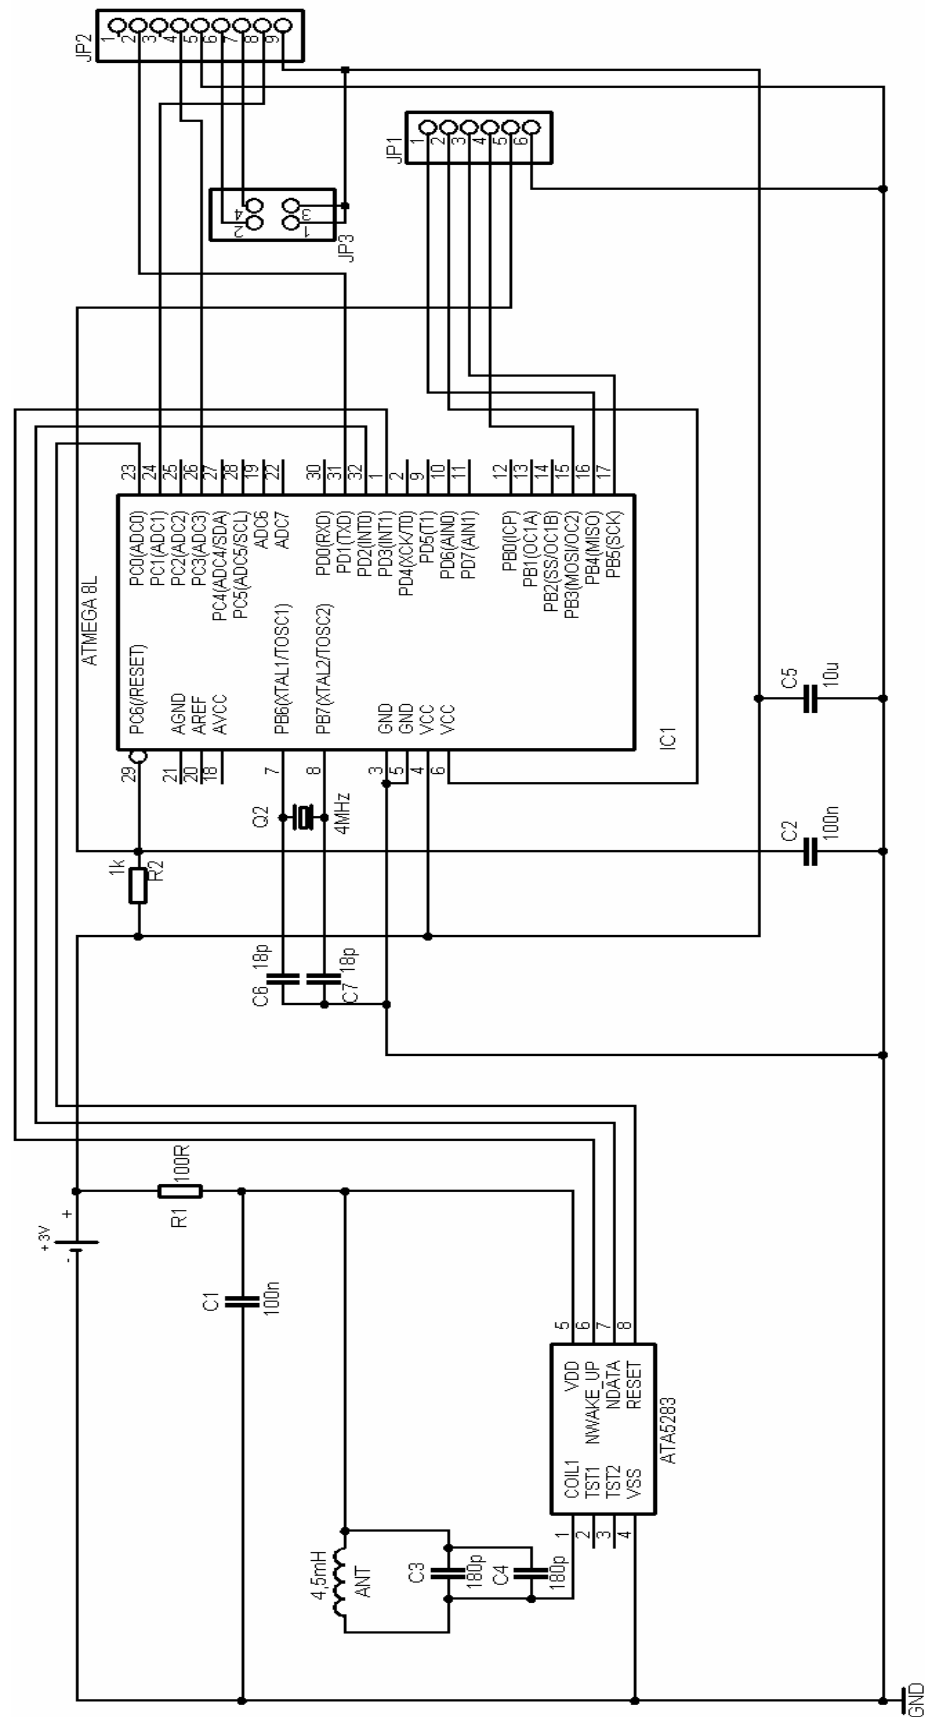 JP2
1
2
3
4
5
6
7
8
9
JP1
1
2
3
4
5
6
4
3
2
1
JP3
23
24
25
26
27
28
19
22
30
31
32
1
2
9
10
11
12
13
14
15
16
17
PC0(ADC0)
PC1(ADC1)
PC2(ADC2)
PC3(ADC3)
PC4(ADC4/SDA)
PC5(ADC5/SCL)
ADC6
ADC7
PD0(RXD)
PD1(TXD)
PD2(INT0)
PD3(INT1)
PD4(XCK/T0)
PD5(T1)
PD6(AIN0)
PD7(AIN1)
PB0(ICP)
PB1(OC1A)
PB2(SS/OC1B)
PB3(MOSI/OC2)
PB4(MISO)
PB5(SCK)
ATMEGA 8L
PC6(/RESET)
AGND
AREF
AVCC
PB6(XTAL1/TOSC1)
PB7(XTAL2/TOSC2)
GND
GND
VCC
VCC
IC1
29
21
20
18
7
8
3
5
4
6
C5
10u
Q2
4MHz
C2
100n
1k
R2
C6
18p
C7
18p
100R
R1
+3V
+
-
C1
100n
5
6
7
8
VDD
NWAKE_UP
NDATA
RESET
ATA5283
COIL1
TST1
TST2
VSS
1
2
3
4
4,5mH
ANT
C3
180p
C4
180p
GND